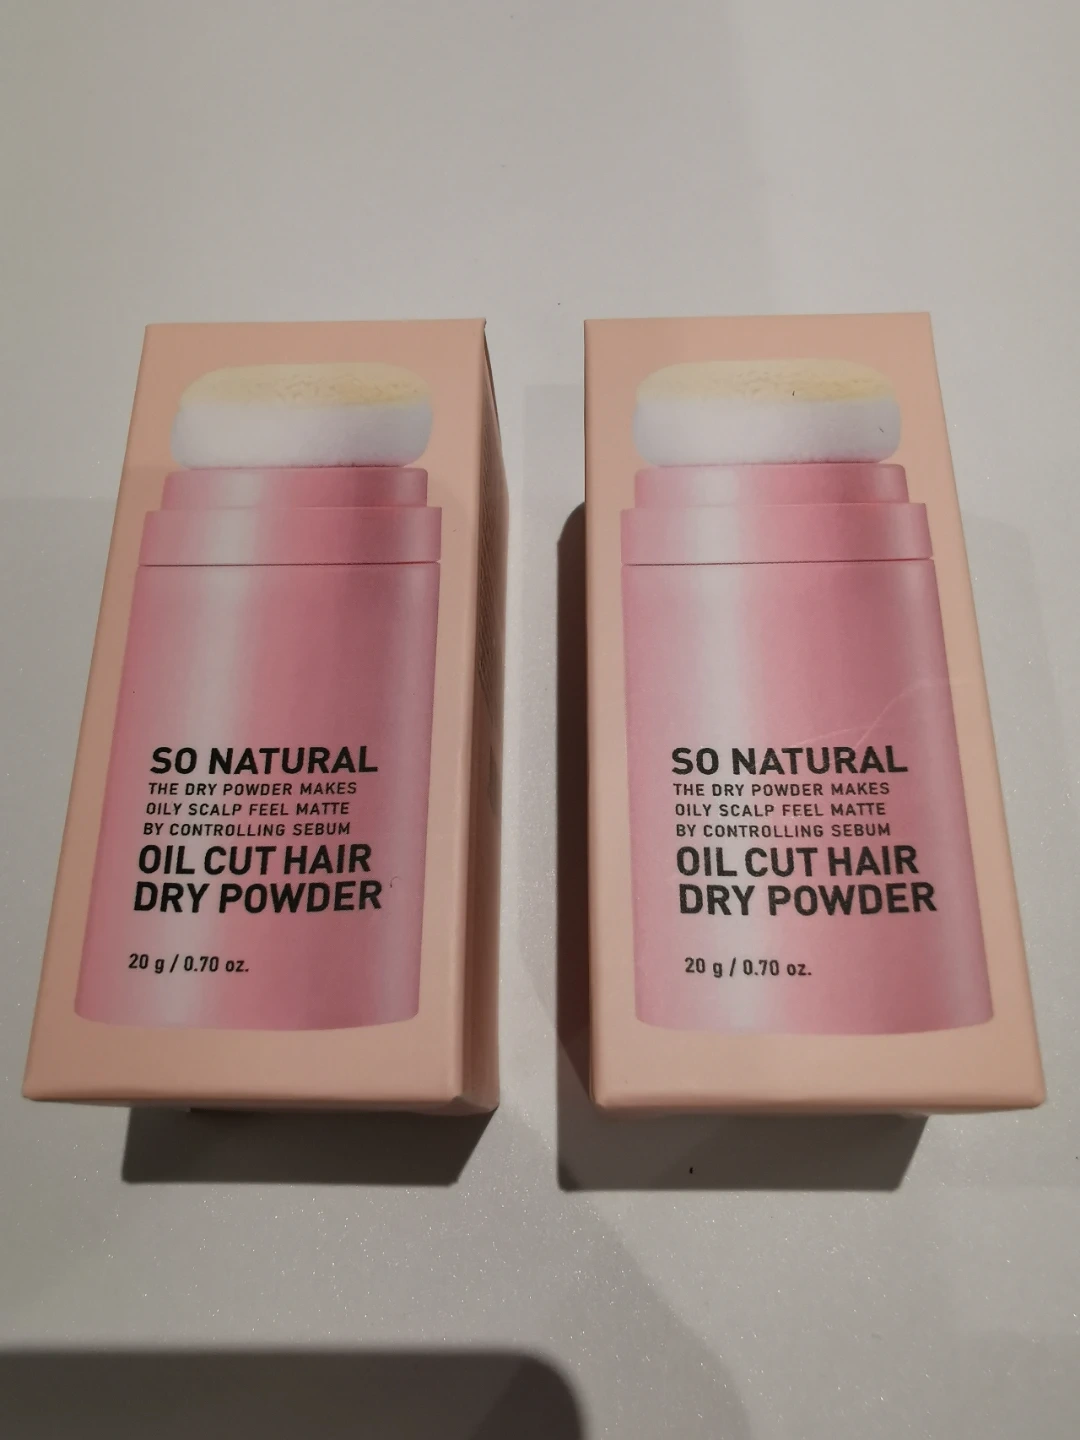 SO NATURAL
THE DRY POWDER MAKES
OILY SCALP FEEL MATTE
BY CONTROLLING SEBUM
OIL CUT HAIR
DRY POWDER
20 g / 0.70 oz.
SO NATURAL
THE DRY POWDER MAKES
OILY SCALP FEEL MATTE
BY CONTROLLING SEBUM
OIL CUT HAIR
DRY POWDER
20 g / 0.70 oz.